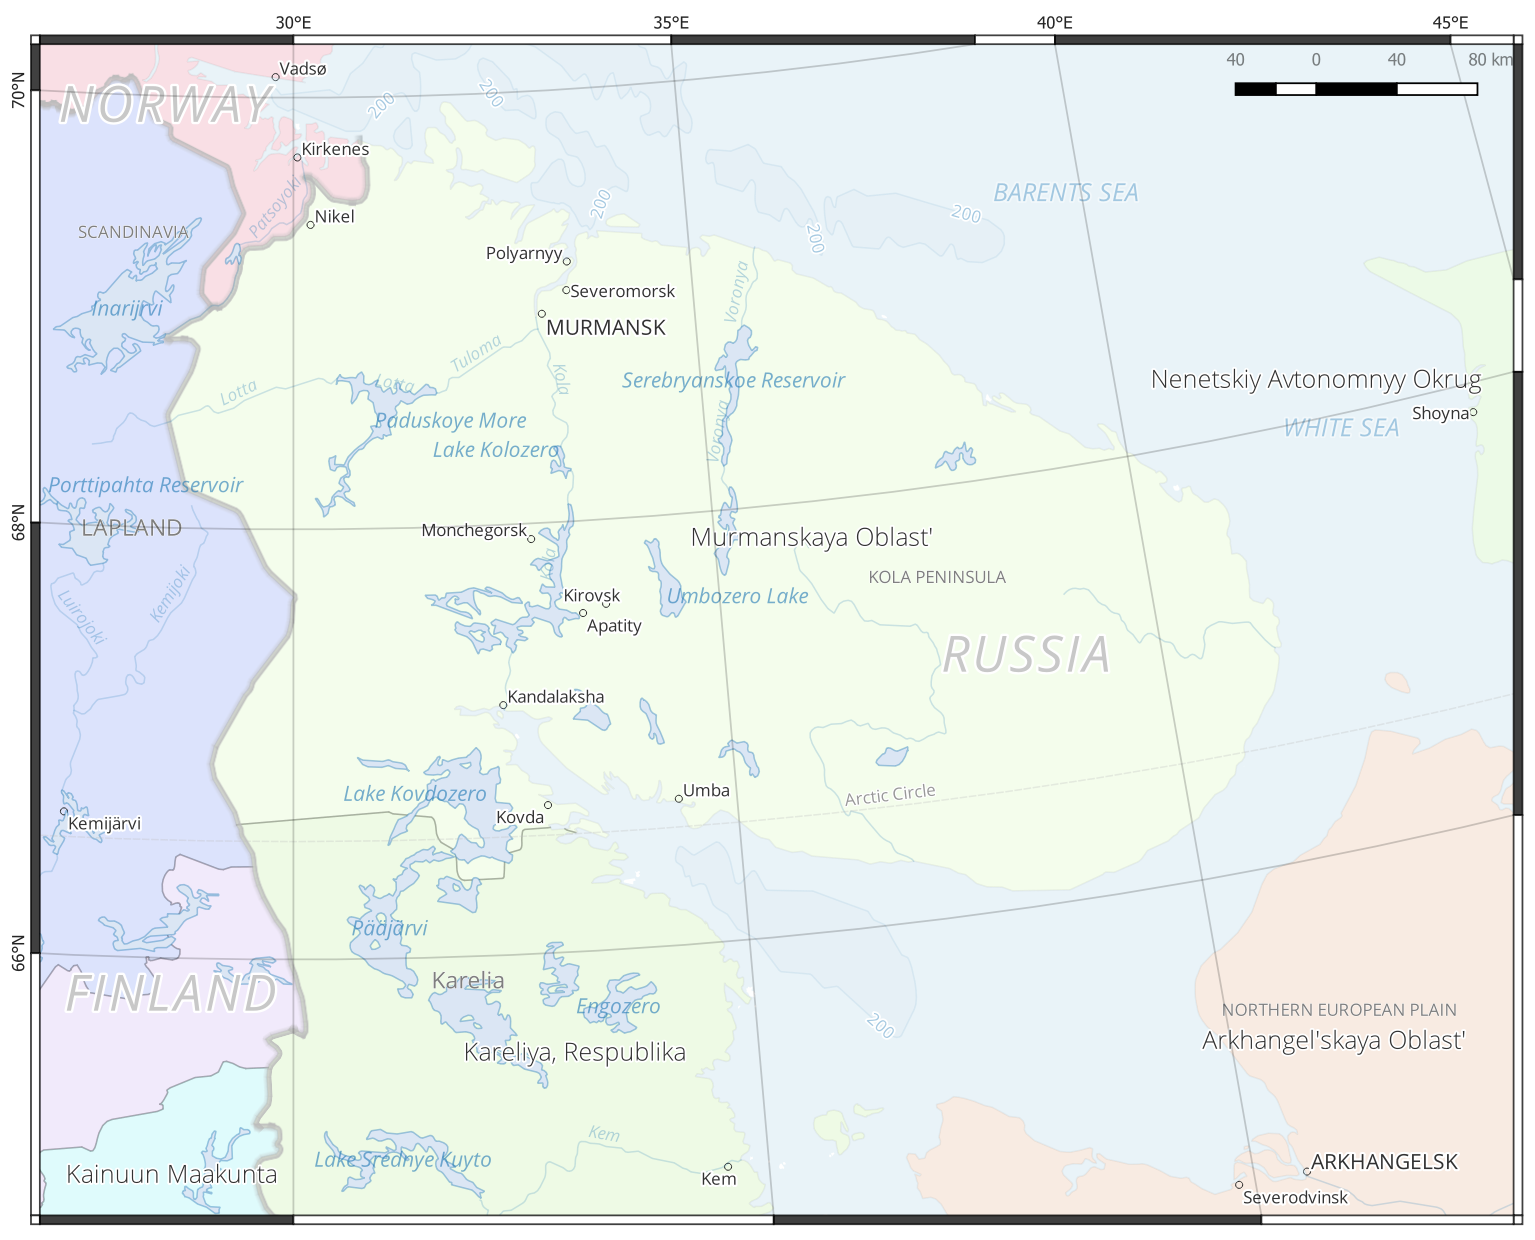 30°E
35°E
40°E
45°E
40
0
40
80 km
Vadsø
70°N
NORWAY
200
200
Kirkenes
BARENTS SEA
Patsoyoki
200
200
Nikel
SCANDINAVIA
200
Polyarnyy
Voronya
Severomorsk
Inarijrvi
MURMANSK
Tuloma
Kola
Serebryanskoe Reservoir
Nenetskiy Avtonomnyy Okrug
Lotta
Lotta
Shoyna
Paduskoye More
WHITE SEA
Voronya
Lake Kolozero
Porttipahta Reservoir
68°N
LAPLAND
Monchegorsk
Murmanskaya Oblast'
Kola
KOLA PENINSULA
Kemijoki
Kirovsk
Umbozero Lake
Luirojoki
Apatity
RUSSIA
Kandalaksha
Umba
Lake Kovdozero
Arctic Circle
Kovda
Kemijärvi
Pääjärvi
66°N
Karelia
FINLAND
Engozero
NORTHERN EUROPEAN PLAIN
200
Arkhangel'skaya Oblast'
Kareliya, Respublika
Kem
Lake Sredhye Kuyto
ARKHANGELSK
Kainuun Maakunta
Kem
Severodvinsk